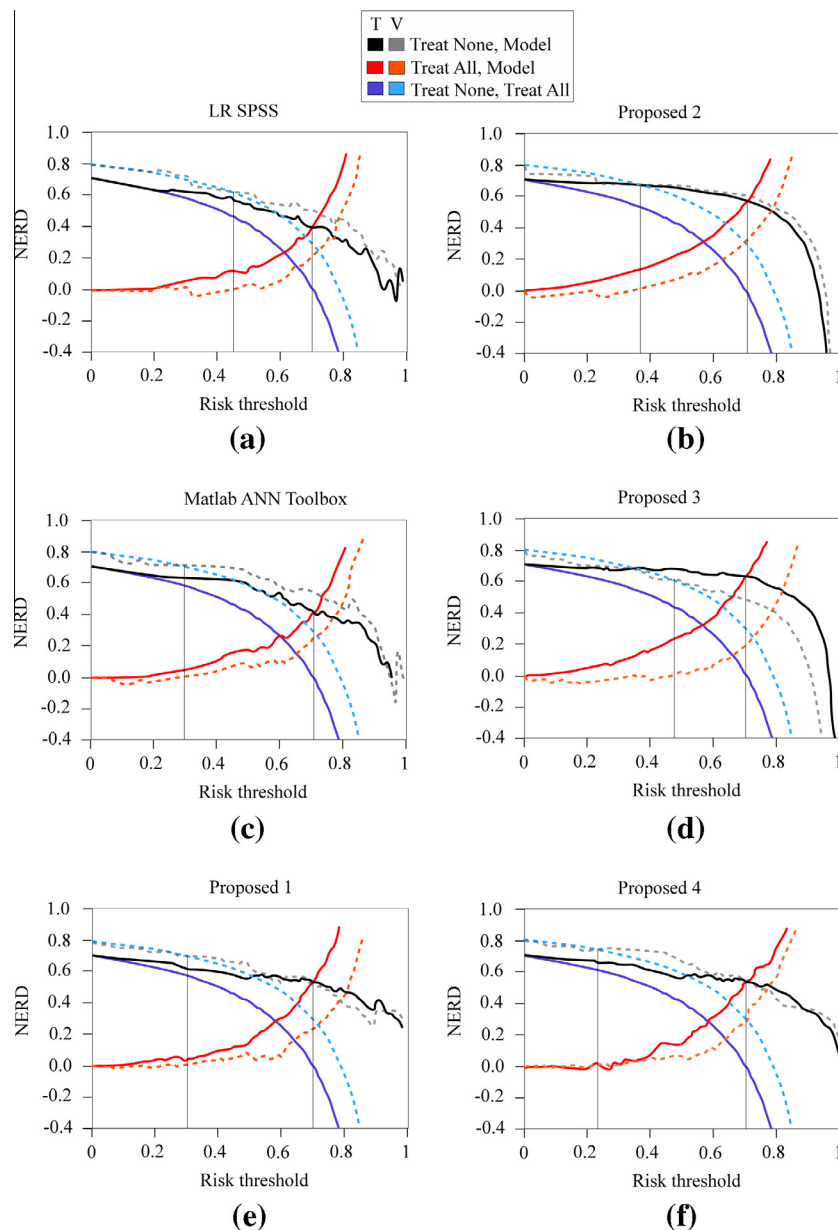 T V
Treat None, Model
Treat All, Model
Treat None, Treat All
LR SPSS
1.0
0.8
0.6
0.4
0.2
0.0
-0.2
-0.4
NERD
0 0.2 0.4 0.6 0.8 1
Risk threshold
(a)
Proposed 2
1.0
0.8
0.6
0.4
0.2
0.0
-0.2
-0.4
NERD
0 0.2 0.4 0.6 0.8 1
Risk threshold
(b)
Matlab ANN Toolbox
1.0
0.8
0.6
0.4
0.2
0.0
-0.2
-0.4
NERD
0 0.2 0.4 0.6 0.8 1
Risk threshold
(c)
Proposed 3
1.0
0.8
0.6
0.4
0.2
0.0
-0.2
-0.4
NERD
0 0.2 0.4 0.6 0.8 1
Risk threshold
(d)
Proposed 1
1.0
0.8
0.6
0.4
0.2
0.0
-0.2
-0.4
NERD
0 0.2 0.4 0.6 0.8 1
Risk threshold
(e)
Proposed 4
1.0
0.8
0.6
0.4
0.2
0.0
-0.2
-0.4
NERD
0 0.2 0.4 0.6 0.8 1
Risk threshold
(f)